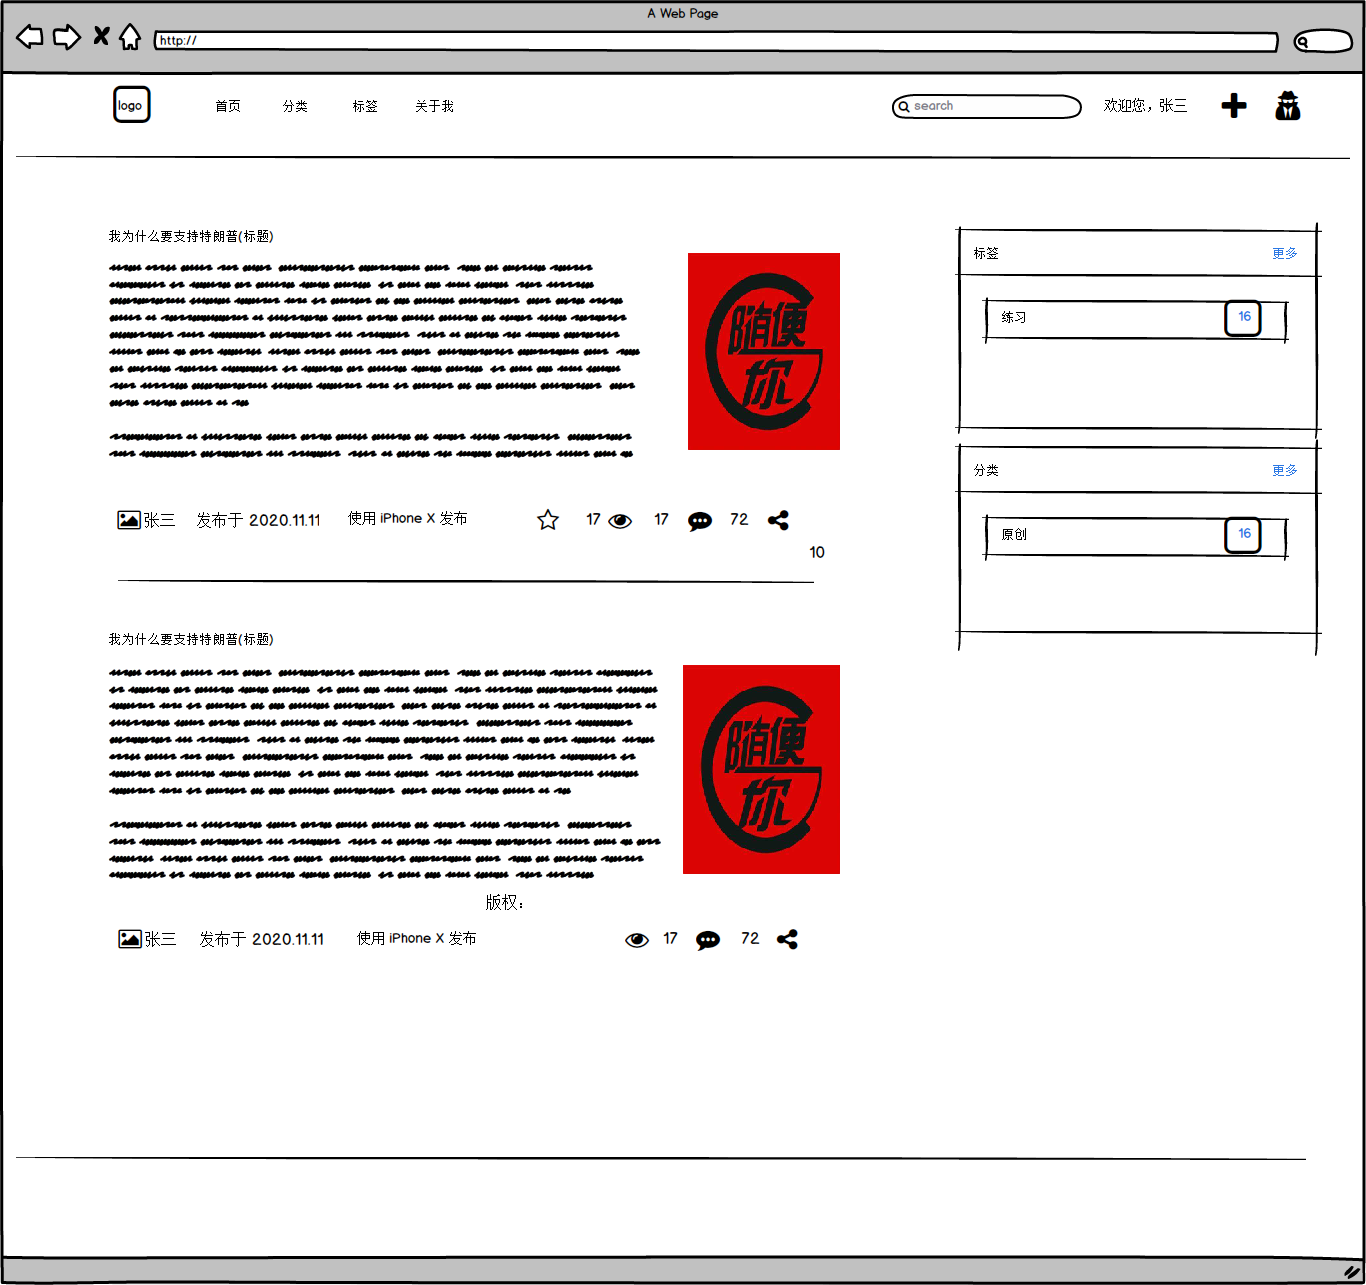 A Web Page
http://
logo
首页 分类 标签 关于我
search
欢迎您，张三
我为什么要支持特朗普(标题)
随便
你
张三 发布于 2020.11.11 使用 iPhone X 发布 17 17 72
10
我为什么要支持特朗普(标题)
随便
你
版权：
张三 发布于 2020.11.11 使用 iPhone X 发布 17 72
标签 更多
练习 16
分类 更多
原创 16